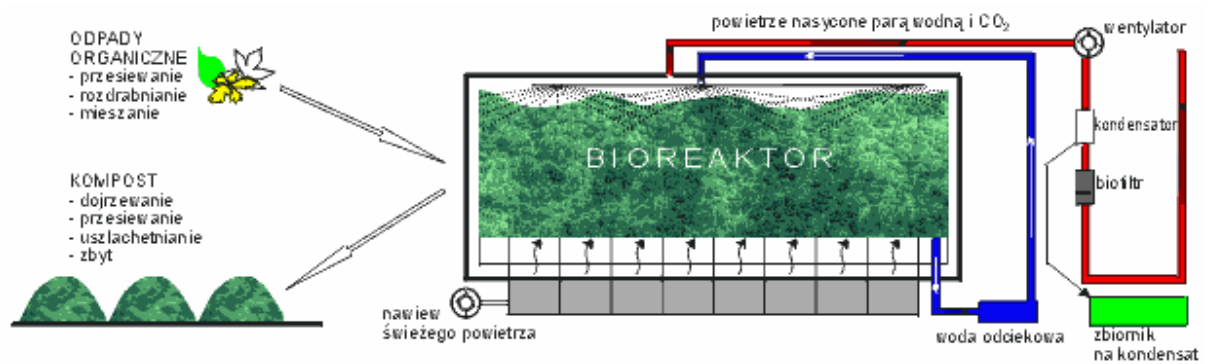 ODPADY
ORGANICZNE
- przesiewanie
- rozdrabnianie
- mieszanie
KOMPOST
- dojrzewanie
- przesiewanie
- uszlachetnianie
- zbyt
powietrze nasycone parą wodną i CO₂
wentylator
BIOREAKTOR
kondensator
biofiltr
nawiew
świeżego powietrza
woda odciekowa
zbiornik
na kondensat